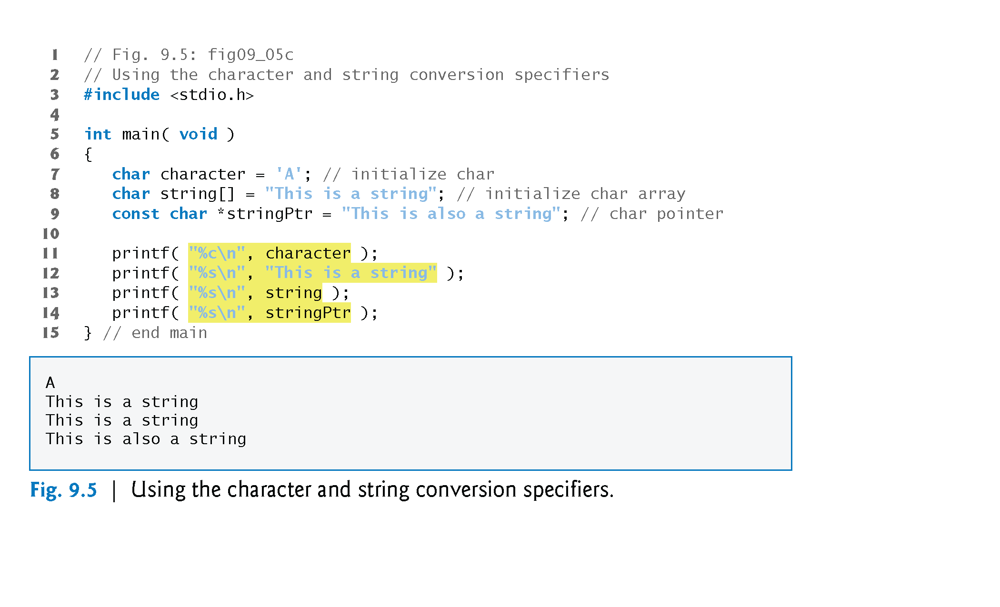 1 // Fig. 9.5: fig09_05c
2 // Using the character and string conversion specifiers
3 #include <stdio.h>
4
5 int main( void )
6 {
7    char character = 'A'; // initialize char
8    char string[] = "This is a string"; // initialize char array
9    const char *stringPtr = "This is also a string"; // char pointer
10
11    printf( "%c\n", character );
12    printf( "%s\n", "This is a string" );
13    printf( "%s\n", string );
14    printf( "%s\n", stringPtr );
15 } // end main
A
This is a string
This is a string
This is also a string
Fig. 9.5 | Using the character and string conversion specifiers.